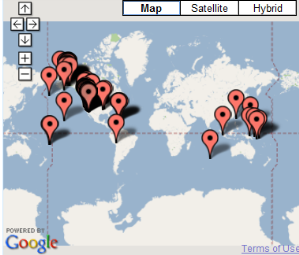 Map Satellite Hybrid
POWERED BY
Google
Terms of Use